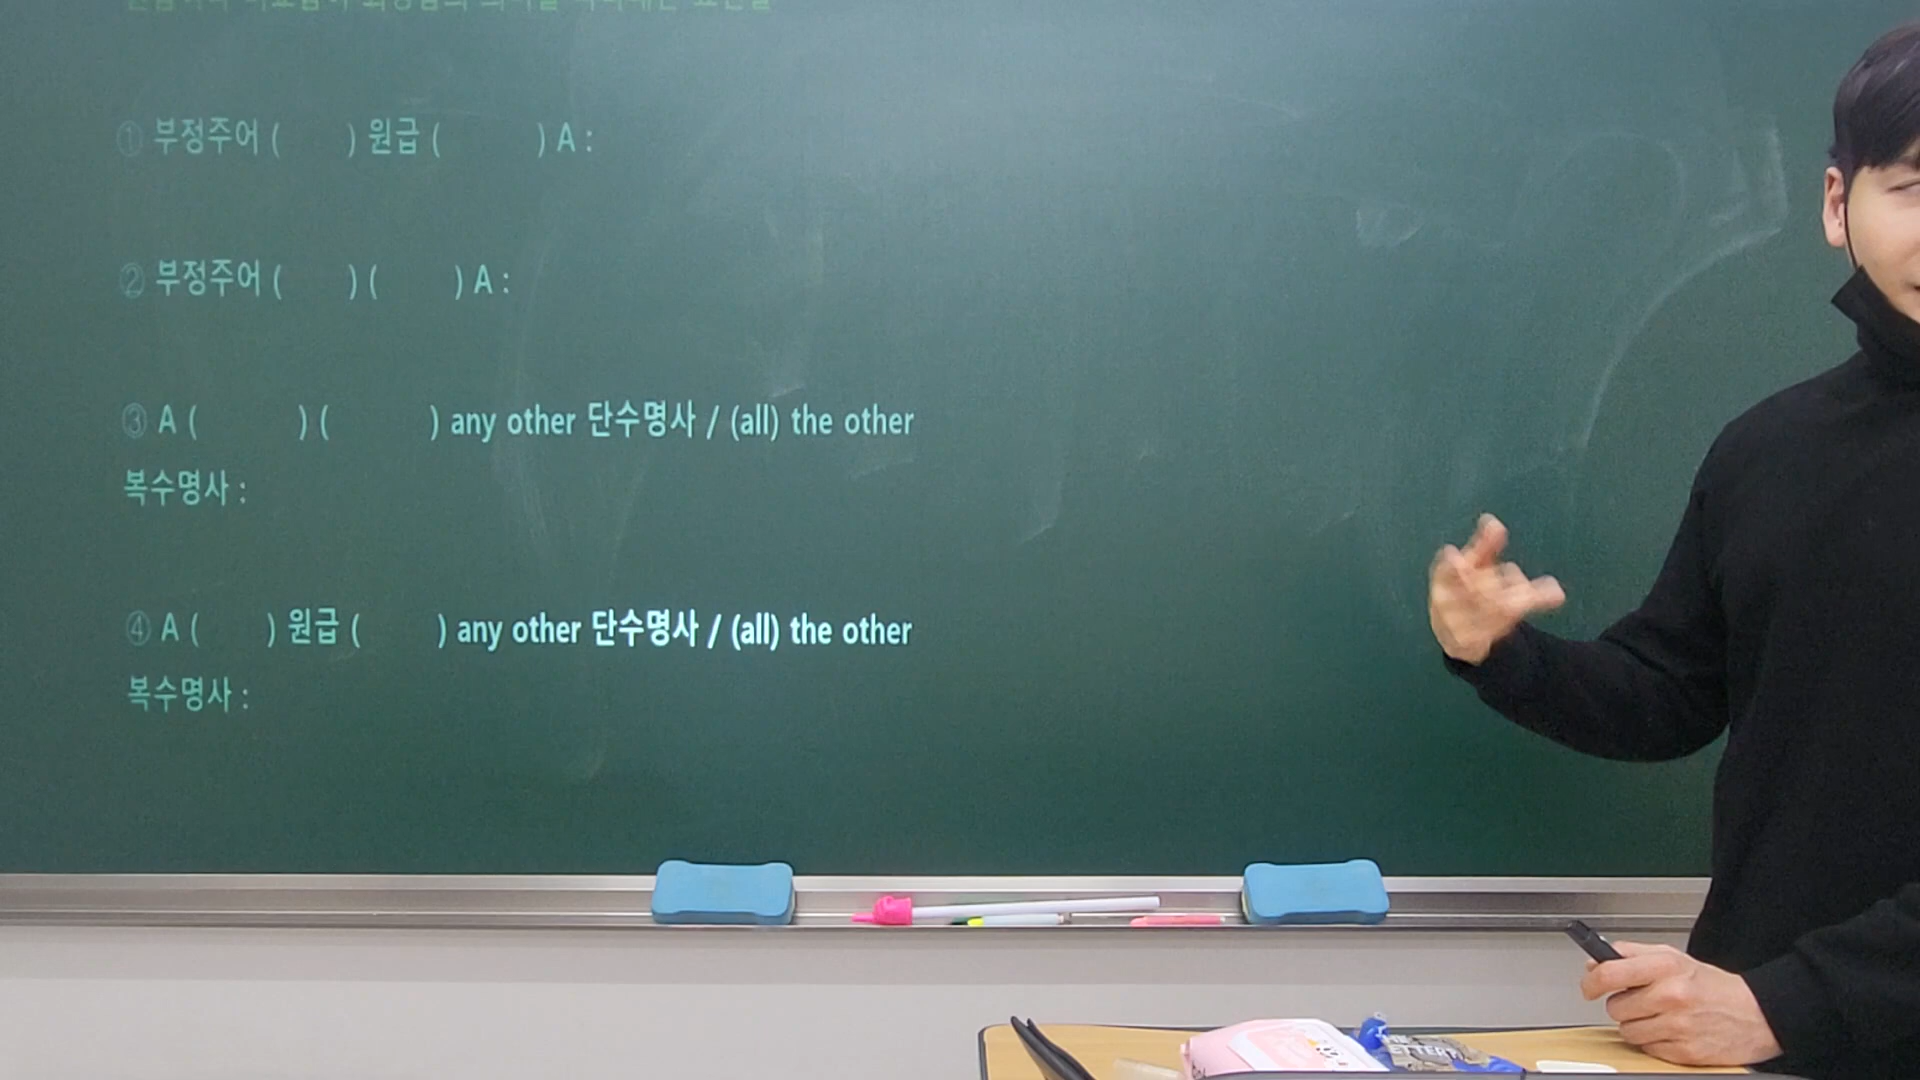 ① 부정주어 ( ) 원급 ( ) A :
② 부정주어 ( ) ( ) A :
③ A ( ) ( ) any other 단수명사 / (all) the other
복수명사 :
④ A ( ) 원급 ( ) any other 단수명사 / (all) the other
복수명사 :